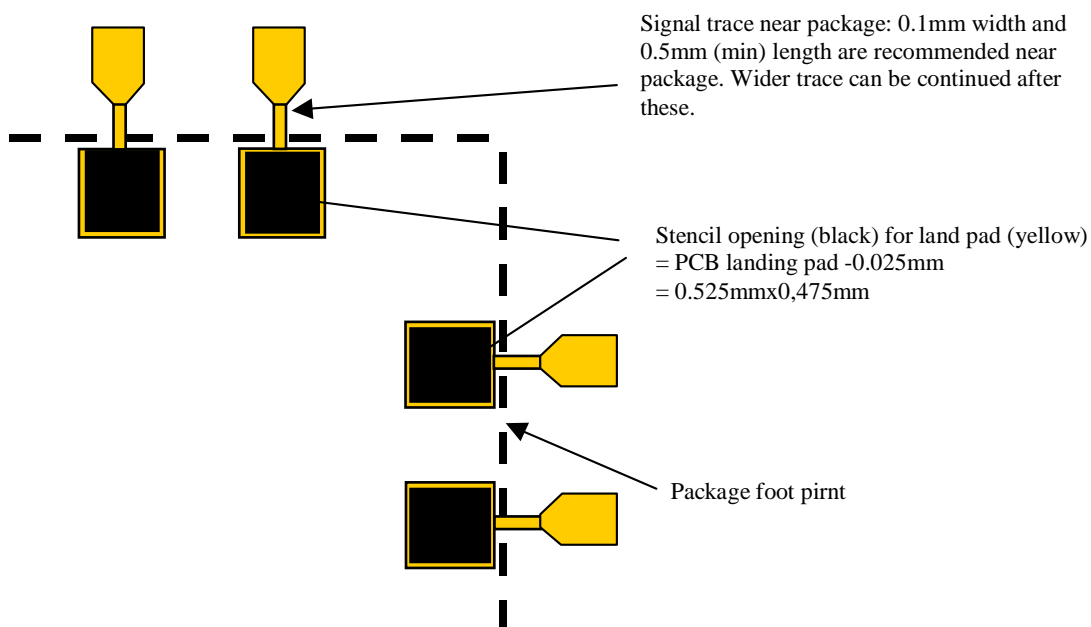 Signal trace near package: 0.1mm width and
0.5mm (min) length are recommended near
package. Wider trace can be continued after
these.
Stencil opening (black) for land pad (yellow)
= PCB landing pad -0.025mm
= 0.525mmx0,475mm
Package foot pirnt